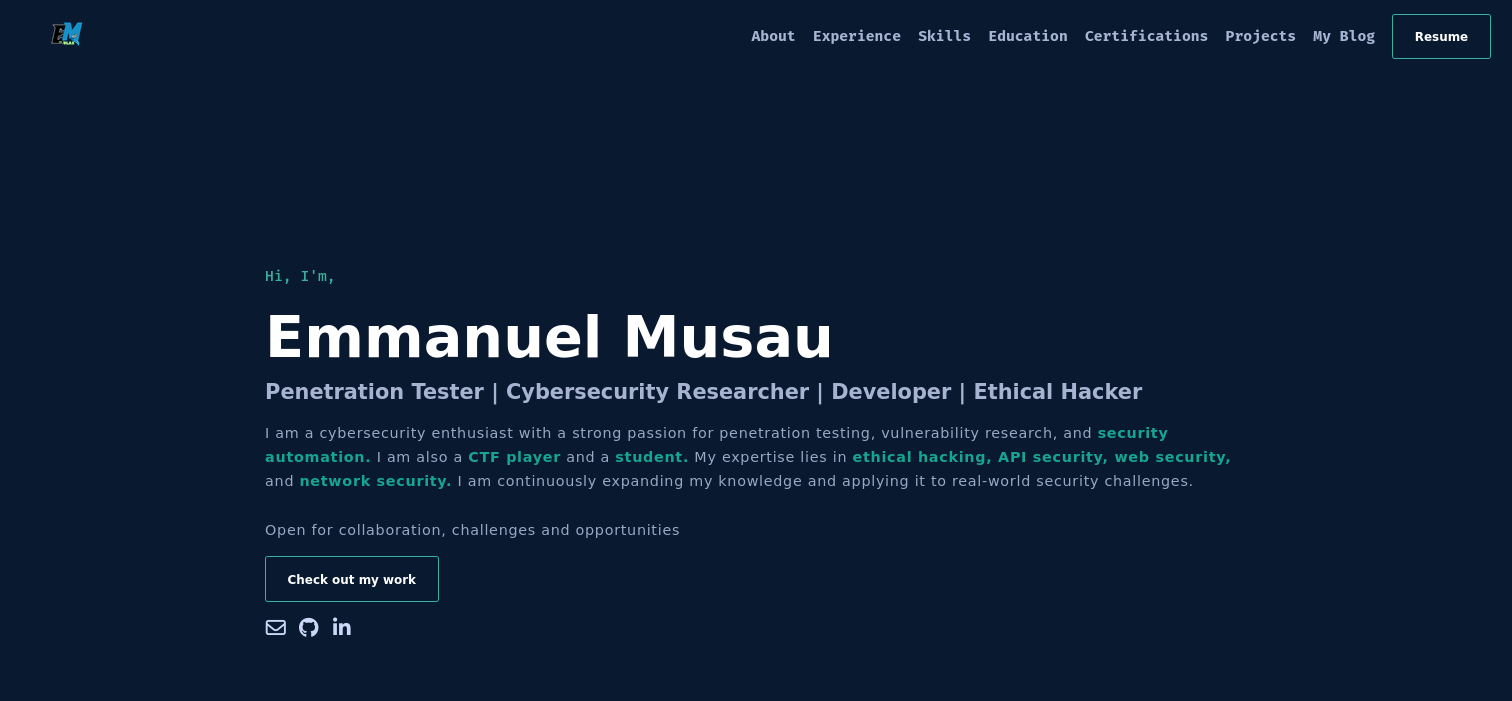 EM
About Experience Skills Education Certifications Projects My Blog Resume
Hi, I'm,
Emmanuel Musau
Penetration Tester | Cybersecurity Researcher | Developer | Ethical Hacker
I am a cybersecurity enthusiast with a strong passion for penetration testing, vulnerability research, and security
automation. I am also a CTF player and a student. My expertise lies in ethical hacking, API security, web security,
and network security. I am continuously expanding my knowledge and applying it to real-world security challenges.
Open for collaboration, challenges and opportunities
Check out my work
in